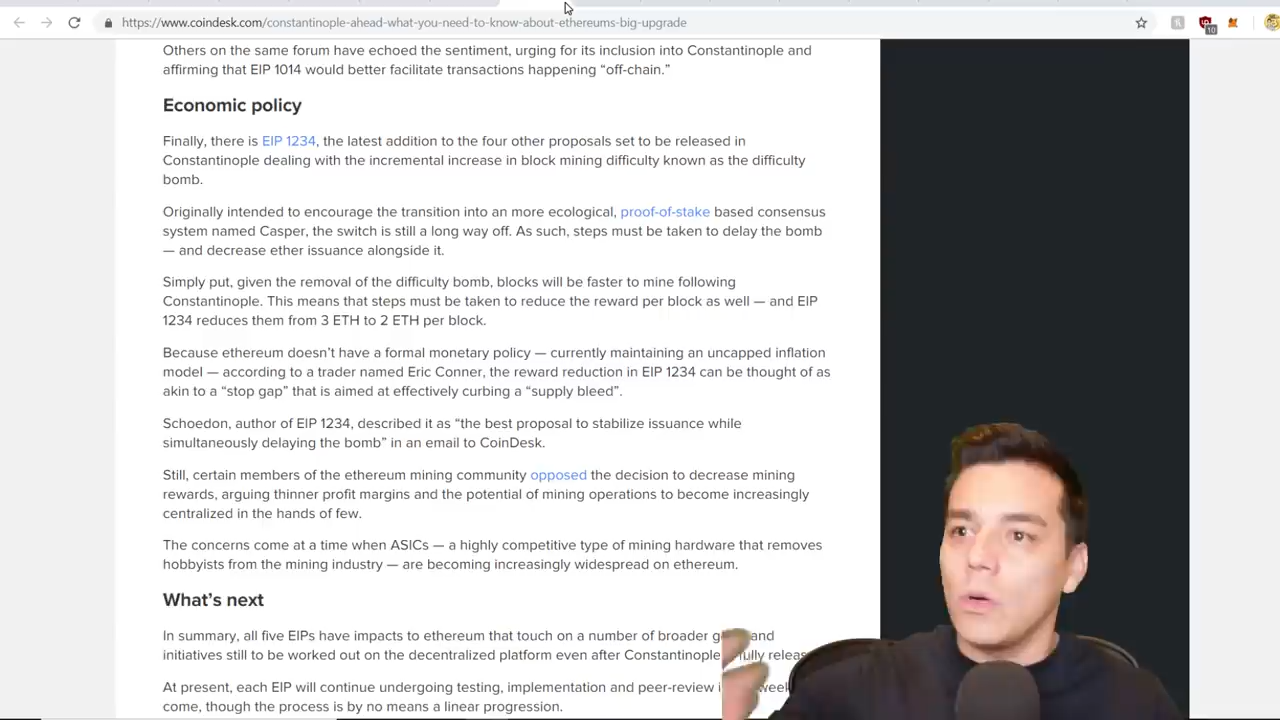 https://www.coindesk.com/constantinople-ahead-what-you-need-to-know-about-ethereums-big-upgrade
10
Others on the same forum have echoed the sentiment, urging for its inclusion into Constantinople and
affirming that EIP 1014 would better facilitate transactions happening “off-chain.”
Economic policy
Finally, there is EIP 1234, the latest addition to the four other proposals set to be released in
Constantinople dealing with the incremental increase in block mining difficulty known as the difficulty
bomb.
Originally intended to encourage the transition into an more ecological, proof-of-stake based consensus
system named Casper, the switch is still a long way off. As such, steps must be taken to delay the bomb
— and decrease ether issuance alongside it.
Simply put, given the removal of the difficulty bomb, blocks will be faster to mine following
Constantinople. This means that steps must be taken to reduce the reward per block as well — and EIP
1234 reduces them from 3 ETH to 2 ETH per block.
Because ethereum doesn’t have a formal monetary policy — currently maintaining an uncapped inflation
model — according to a trader named Eric Conner, the reward reduction in EIP 1234 can be thought of as
akin to a “stop gap” that is aimed at effectively curbing a “supply bleed”.
Schoedon, author of EIP 1234, described it as “the best proposal to stabilize issuance while
simultaneously delaying the bomb” in an email to CoinDesk.
Still, certain members of the ethereum mining community opposed the decision to decrease mining
rewards, arguing thinner profit margins and the potential of mining operations to become increasingly
centralized in the hands of few.
The concerns come at a time when ASICs — a highly competitive type of mining hardware that removes
hobbyists from the mining industry — are becoming increasingly widespread on ethereum.
What’s next
In summary, all five EIPs have impacts to ethereum that touch on a number of broader and
initiatives still to be worked out on the decentralized platform even after Constantinople
At present, each EIP will continue undergoing testing, implementation and peer-review
come, though the process is by no means a linear progression.